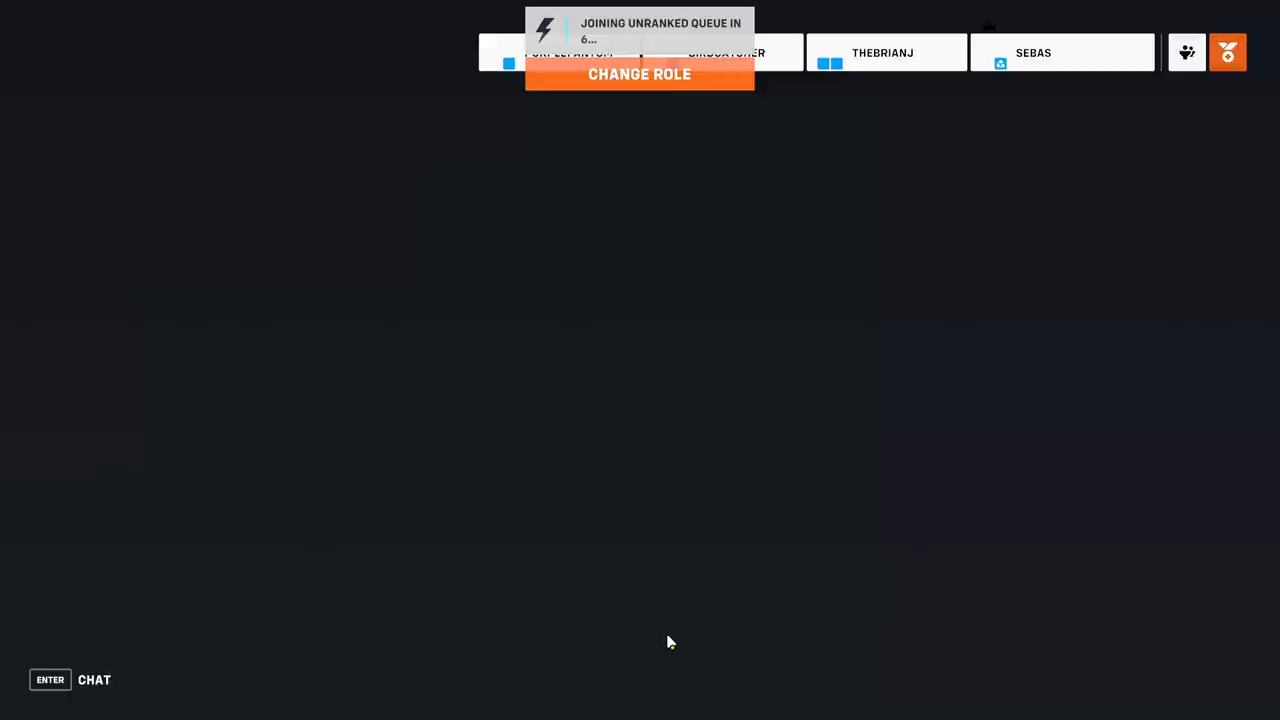 JOINING UNRANKED QUEUE IN
6...
THEBRIANJ
SEBAS
CHANGE ROLE
ENTER CHAT